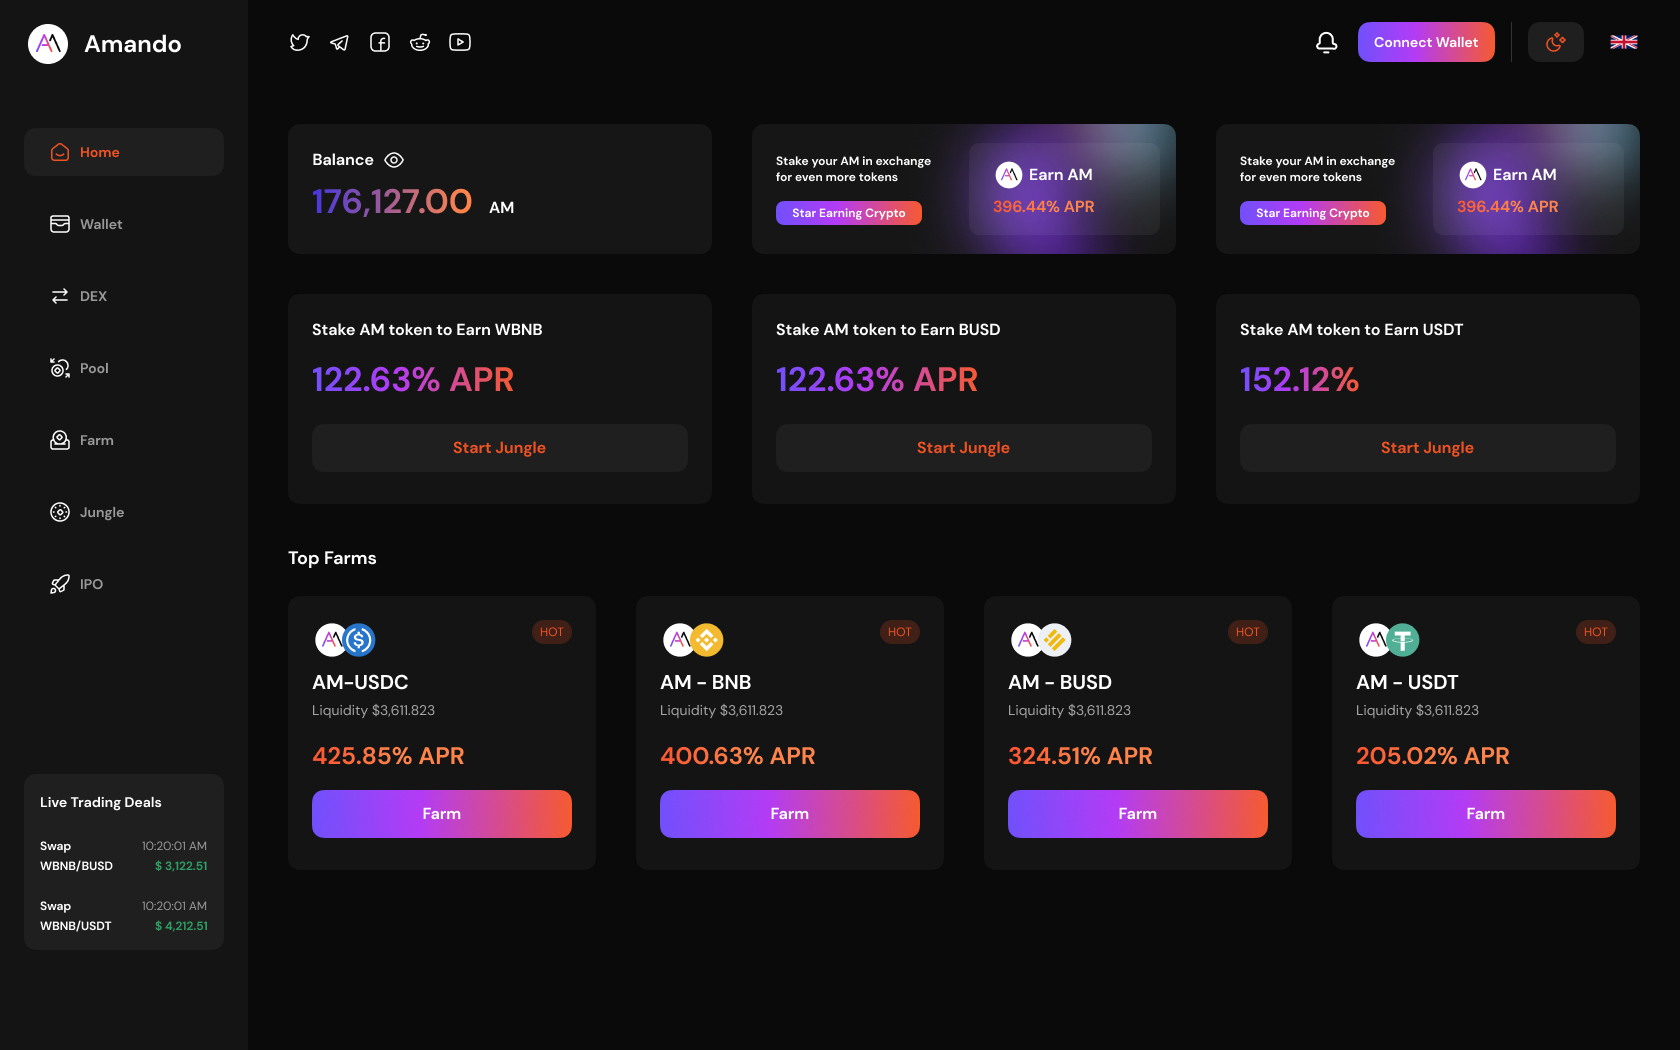 Amando
Connect Wallet
Home
Wallet
DEX
Pool
Farm
Jungle
IPO
Live Trading Deals
Swap 10:20:01 AM
WBNB/BUSD $ 3,122.51
Swap 10:20:01 AM
WBNB/USDT $ 4,212.51
Balance
176,127.00 AM
Stake your AM in exchange
for even more tokens
Star Earning Crypto
Earn AM
396.44% APR
Stake your AM in exchange
for even more tokens
Star Earning Crypto
Earn AM
396.44% APR
Stake AM token to Earn WBNB
122.63% APR
Start Jungle
Stake AM token to Earn BUSD
122.63% APR
Start Jungle
Stake AM token to Earn USDT
152.12%
Start Jungle
Top Farms
HOT
AM-USDC
Liquidity $3,611.823
425.85% APR
Farm
HOT
AM - BNB
Liquidity $3,611.823
400.63% APR
Farm
HOT
AM - BUSD
Liquidity $3,611.823
324.51% APR
Farm
HOT
AM - USDT
Liquidity $3,611.823
205.02% APR
Farm